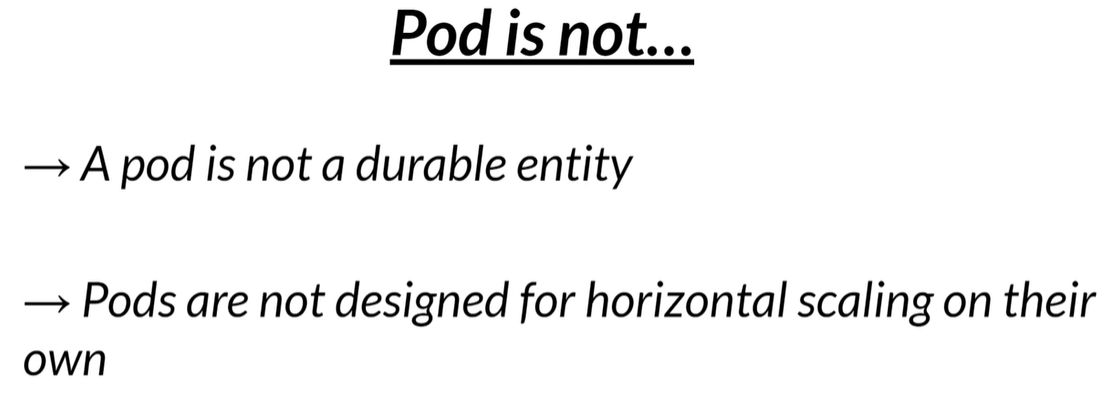 Pod is not...
→ A pod is not a durable entity
→ Pods are not designed for horizontal scaling on their
own